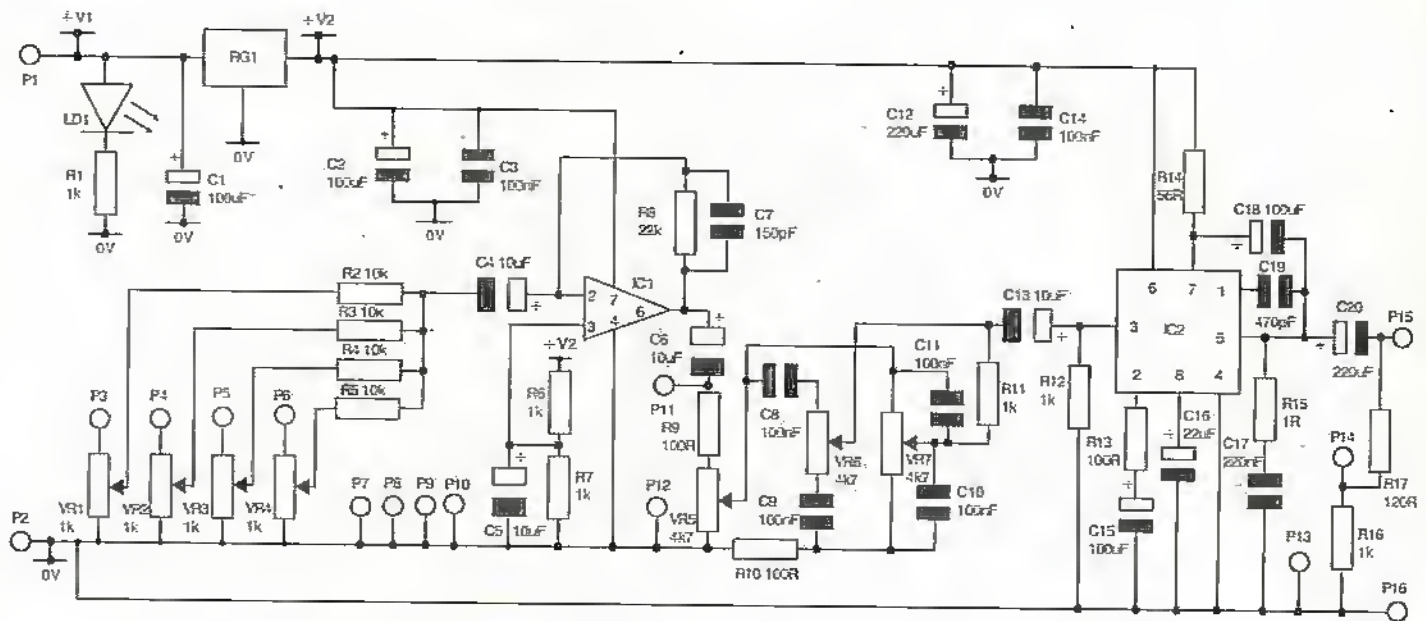 +V1
P1
LD1
R1
1k
0V
C1
100uF
0V
RG1
0V
+V2
C2
100uF
C3
100nF
0V
R8
22k
C7
150pF
C4 10uF
IC1
2
7
6
3
4
+V2
R6
1k
R7
1k
C5
10uF
C6
10uF
P11
R9
100R
P12
VR5
4k7
R10 100R
R2 10k
R3 10k
R4 10k
R5 10k
P3
P4
P5
P6
VR1
1k
VR2
1k
VR3
1k
VR4
1k
P7
P8
P9
P10
P2
0V
C8
100nF
C9
100nF
VR6
4k7
VR7
4k7
C11
100nF
C10
100nF
R11
1k
C13 10uF
R12
1k
C12
220uF
C14
100nF
0V
R14
56R
C18 100uF
C19
470pF
C20
220uF
P15
6
7
1
3
IC2
5
2
8
4
R13
100R
C15
100uF
C16
22uF
R15
1R
C17
220nF
P14
R17
120R
R16
1k
P13
P16